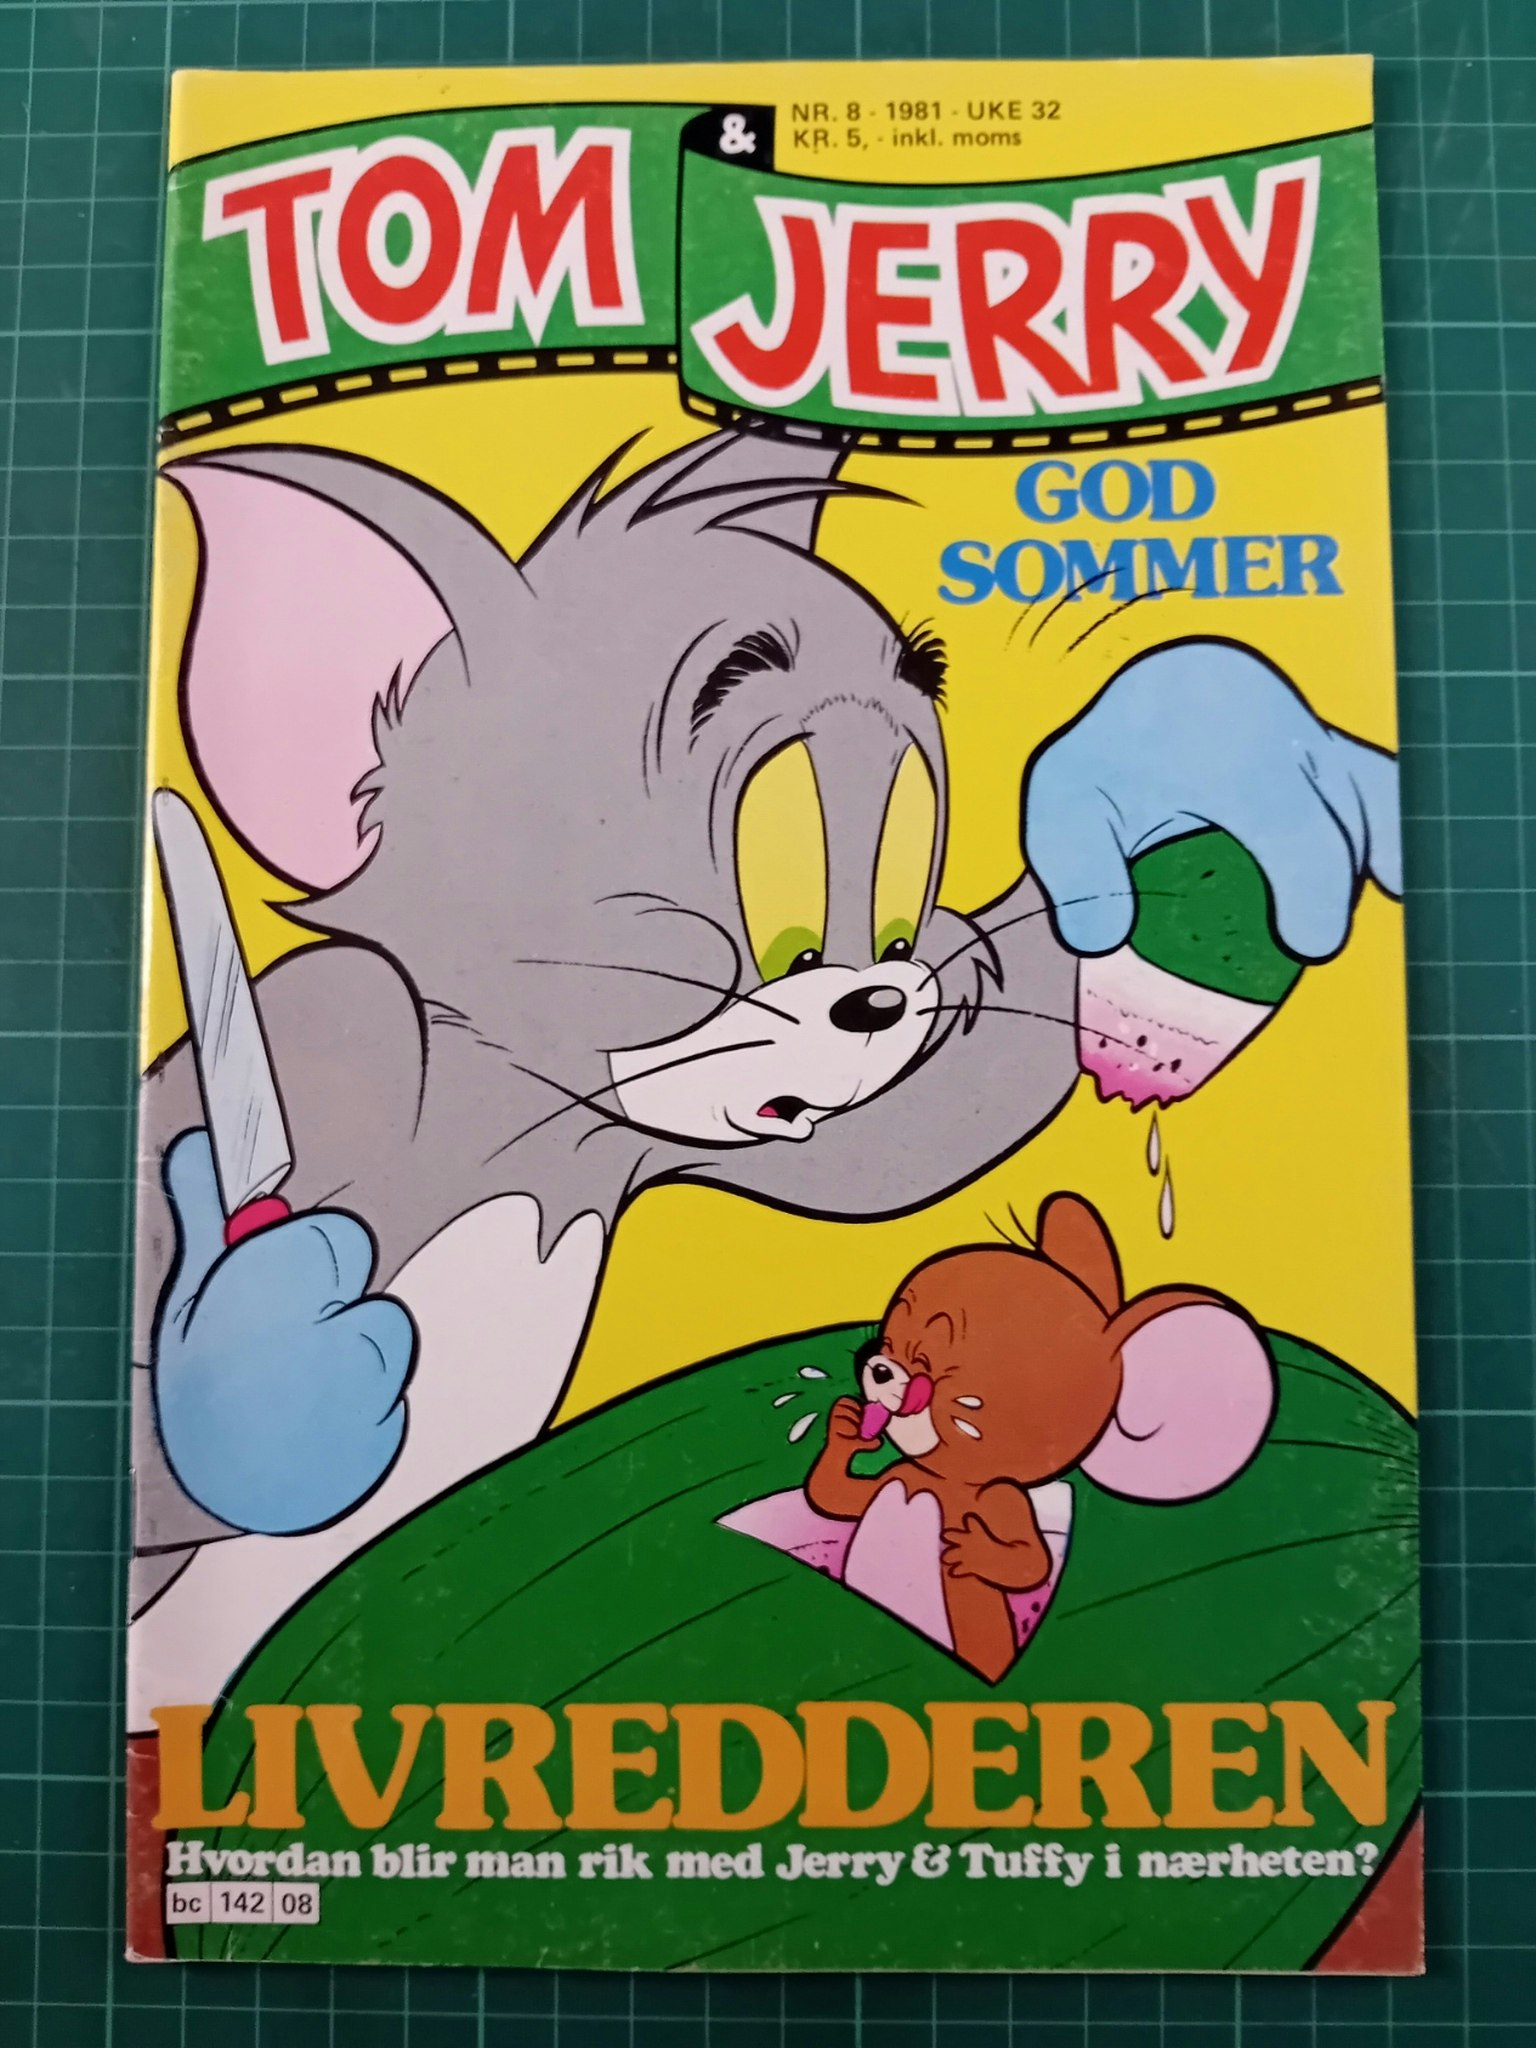 TOM & JERRY
NR. 8 - 1981 - UKE 32
KR. 5,- inkl. moms
GOD
SOMMER
LIVREDDEREN
Hvordan blir man rik med Jerry & Tuffy i nærheten?
bc 142 08